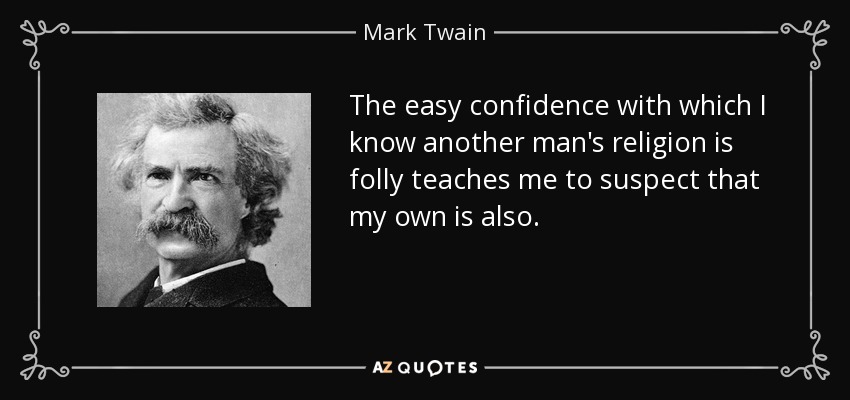 Mark Twain
The easy confidence with which I
know another man's religion is
folly teaches me to suspect that
my own is also.
AZ QUOTES